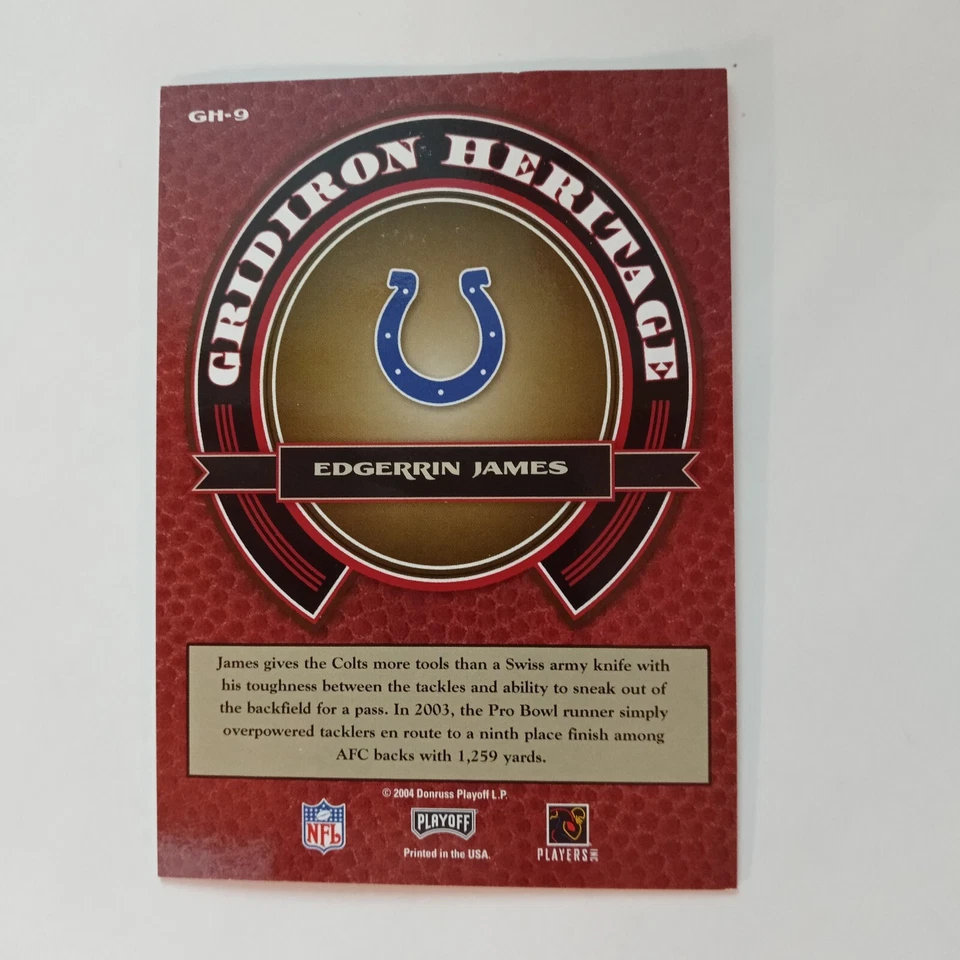 GH-9
GRIDIRON HERITAGE
EDGERRIN JAMES
James gives the Colts more tools than a Swiss army knife with
his toughness between the tackles and ability to sneak out of
the backfield for a pass. In 2003, the Pro Bowl runner simply
overpowered tacklers en route to a ninth place finish among
AFC backs with 1,259 yards.
© 2004 Donruss Playoff L.P.
NFL
PLAYOFF
PLAYERS INC
Printed in the USA.